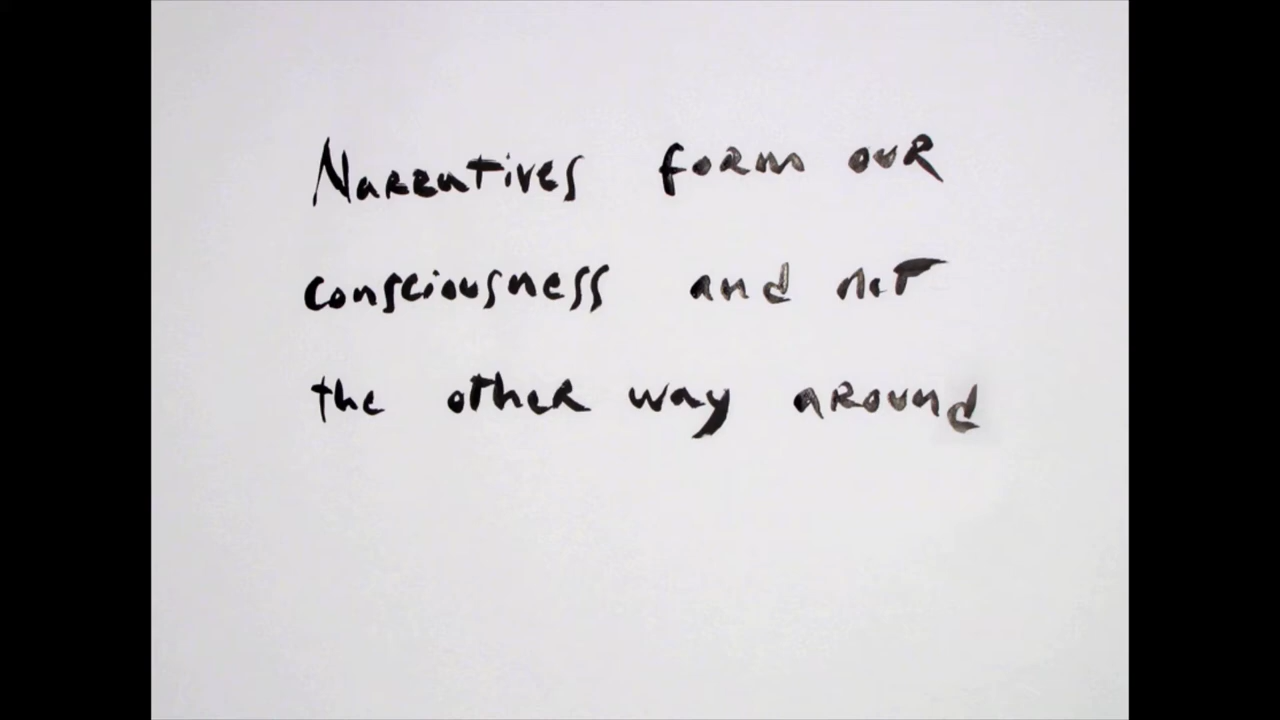 Narratives form our
consciousness and not
the other way around